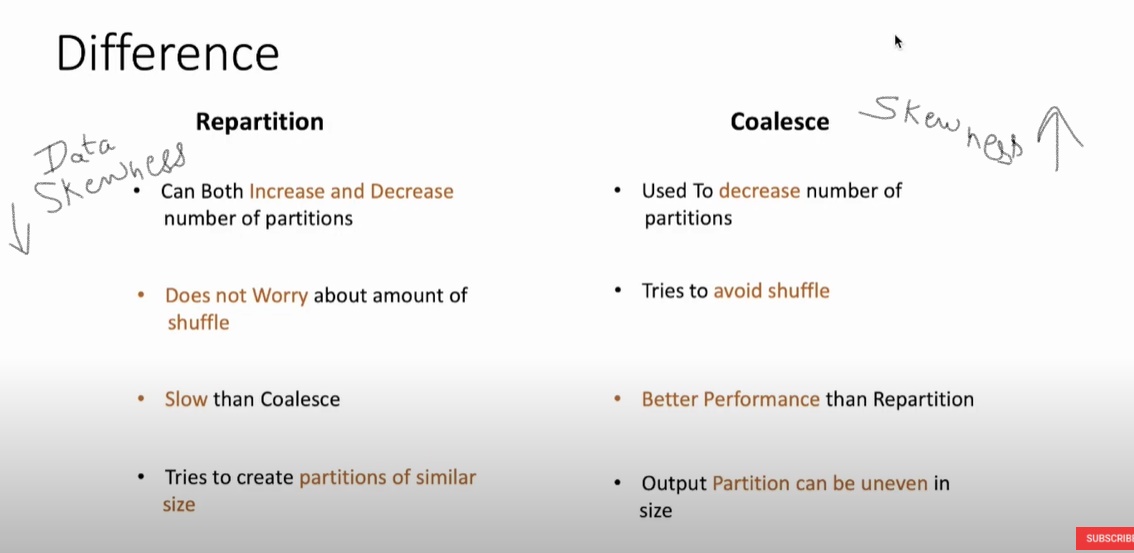 Difference
Repartition
Data
Skewness
• Can Both Increase and Decrease
number of partitions
• Does not Worry about amount of
shuffle
• Slow than Coalesce
• Tries to create partitions of similar
size
Coalesce
Skewness
• Used To decrease number of
partitions
• Tries to avoid shuffle
• Better Performance than Repartition
• Output Partition can be uneven in
size
SUBSCRIBE